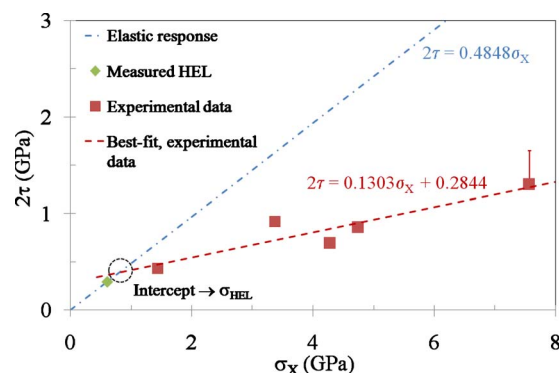 3
2
1
0
2τ (GPa)
Elastic response
Measured HEL
Experimental data
Best-fit, experimental
data
2τ = 0.4848σX
2τ = 0.1303σX + 0.2844
Intercept → σHEL
0 2 4 6 8
σX (GPa)